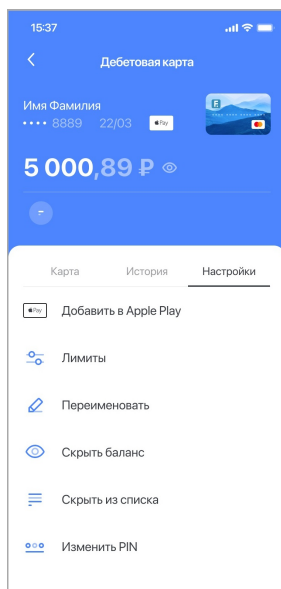 15:37
Дебетовая карта
Имя Фамилия
•••• 8889 22/03 Pay
5 000,89 ₽
Карта История Настройки
Pay Добавить в Apple Play
Лимиты
Переименовать
Скрыть баланс
Скрыть из списка
Изменить PIN